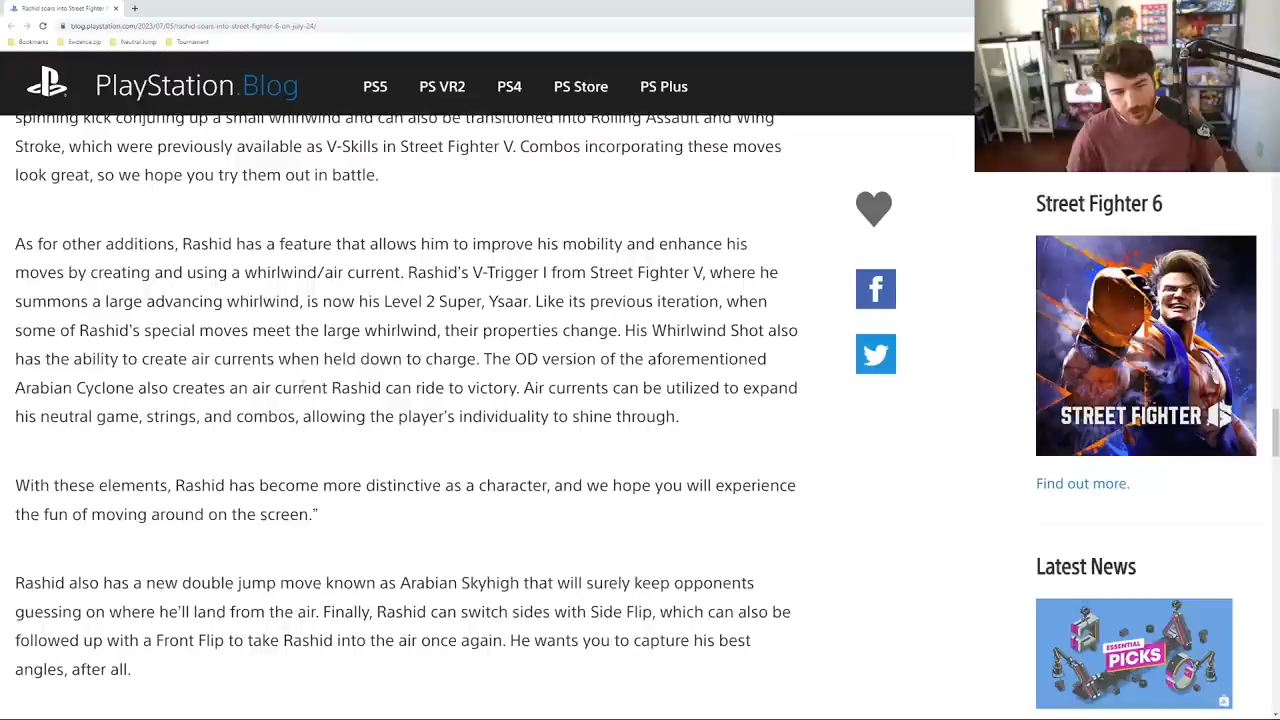 Rashid soars into Street Fighter
blog.playstation.com/2023/07/05/rashid-soars-into-street-fighter-6-on-july-24/
Bookmarks
Evidence.zip
Neutral Jump
Tournament
PlayStation.Blog
PS5
PS VR2
PS4
PS Store
PS Plus
spinning kick conjuring up a small whirlwind and can also be transitioned into Rolling Assault and Wing
Stroke, which were previously available as V-Skills in Street Fighter V. Combos incorporating these moves
look great, so we hope you try them out in battle.
As for other additions, Rashid has a feature that allows him to improve his mobility and enhance his
moves by creating and using a whirlwind/air current. Rashid's V-Trigger I from Street Fighter V, where he
summons a large advancing whirlwind, is now his Level 2 Super, Ysaar. Like its previous iteration, when
some of Rashid's special moves meet the large whirlwind, their properties change. His Whirlwind Shot also
has the ability to create air currents when held down to charge. The OD version of the aforementioned
Arabian Cyclone also creates an air current Rashid can ride to victory. Air currents can be utilized to expand
his neutral game, strings, and combos, allowing the player's individuality to shine through.
With these elements, Rashid has become more distinctive as a character, and we hope you will experience
the fun of moving around on the screen.”
Rashid also has a new double jump move known as Arabian Skyhigh that will surely keep opponents
guessing on where he'll land from the air. Finally, Rashid can switch sides with Side Flip, which can also be
followed up with a Front Flip to take Rashid into the air once again. He wants you to capture his best
angles, after all.
Street Fighter 6
STREET FIGHTER 6
Find out more.
Latest News
ESSENTIAL
PICKS